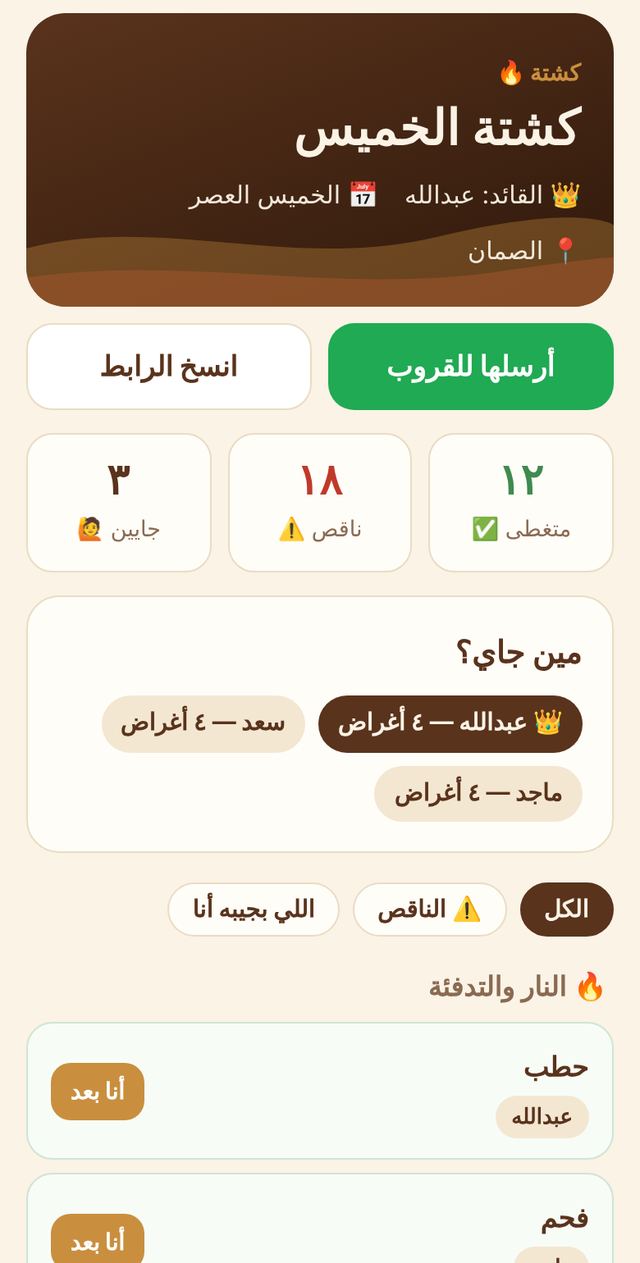 كشتة 🔥
كشتة الخميس
👑 القائد: عبدالله 📅 الخميس العصر
📍 الصمان
أرسلها للقروب
انسخ الرابط
١٢
متغطى ✅
١٨
ناقص ⚠️
٣
جايين 🙋
مين جاي؟
👑 عبدالله — ٤ أغراض
سعد — ٤ أغراض
ماجد — ٤ أغراض
الكل
⚠️ الناقص
اللي بجيبه أنا
🔥 النار والتدفئة
حطب
عبدالله
أنا بعد
فحم
أنا بعد